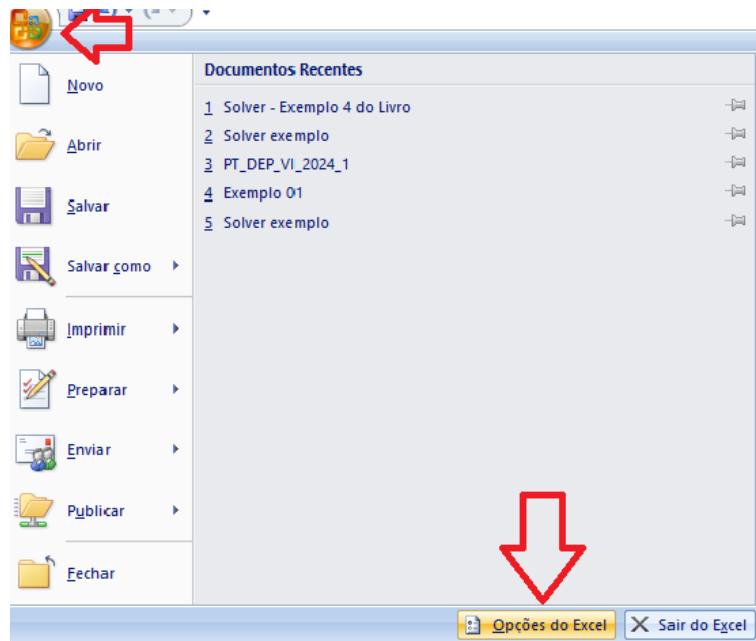 Documentos Recentes
Novo
1 Solver - Exemplo 4 do Livro
2 Solver exemplo
Abrir
3 PT_DEP_VI_2024_1
4 Exemplo 01
Salvar
5 Solver exemplo
Salvar como
Imprimir
Preparar
Enviar
Publicar
Fechar
Opções do Excel
Sair do Excel